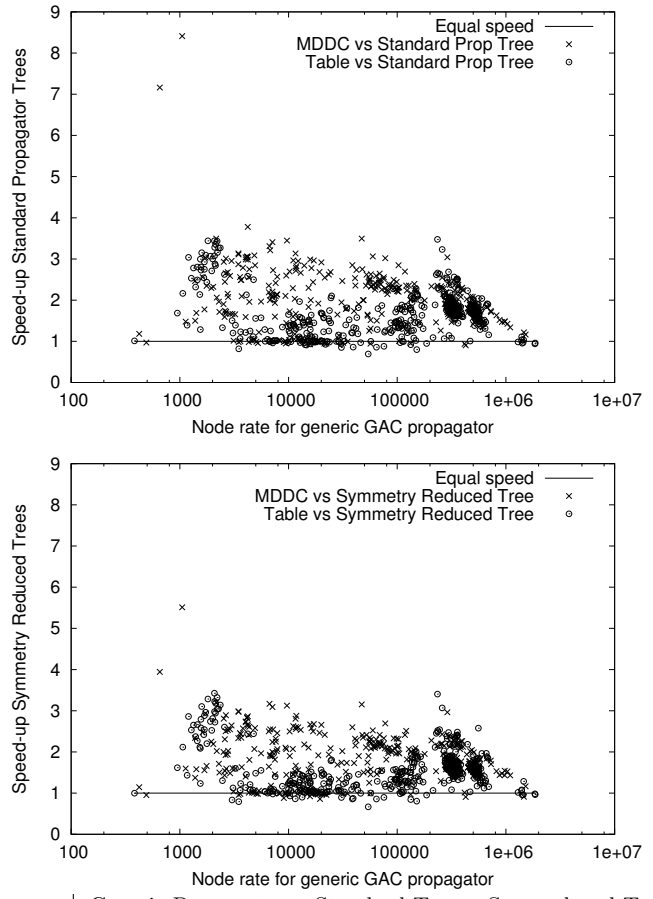 9
8
7
6
5
4
3
2
1
0
Speed-up Standard Propagator Trees
Equal speed
MDDC vs Standard Prop Tree
Table vs Standard Prop Tree
100 1000 10000 100000 1e+06 1e+07
Node rate for generic GAC propagator
9
8
7
6
5
4
3
2
1
0
Speed-up Symmetry Reduced Trees
Equal speed
MDDC vs Symmetry Reduced Tree
Table vs Symmetry Reduced Tree
100 1000 10000 100000 1e+06 1e+07
Node rate for generic GAC propagator